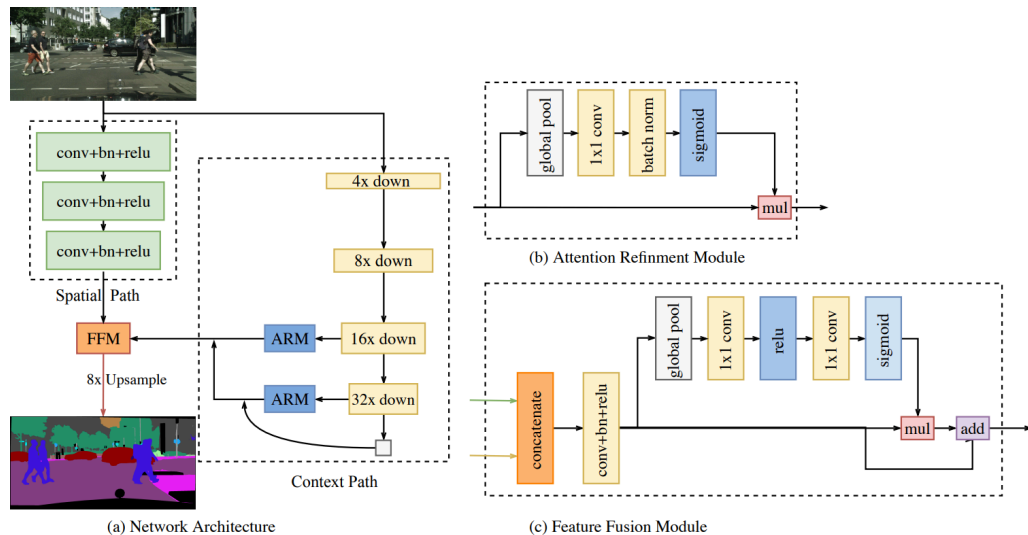 conv+bn+relu
conv+bn+relu
conv+bn+relu
Spatial Path
FFM
8x Upsample
4x down
8x down
16x down
32x down
ARM
ARM
Context Path
(a) Network Architecture
global pool
1x1 conv
batch norm
sigmoid
mul
(b) Attention Refinment Module
concatenate
conv+bn+relu
global pool
1x1 conv
relu
1x1 conv
sigmoid
mul
add
(c) Feature Fusion Module